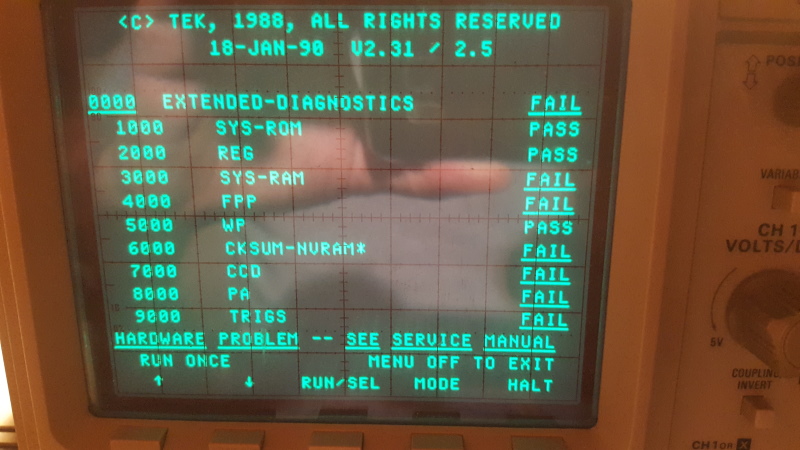 <C> TEK, 1988, ALL RIGHTS RESERVED
18-JAN-90 V2.31 / 2.5
0000 EXTENDED-DIAGNOSTICS FAIL
1000 SYS-ROM PASS
2000 REG PASS
3000 SYS-RAM FAIL
4000 FPP FAIL
5000 WP PASS
6000 CKSUM-NVRAM* FAIL
7000 CCD FAIL
8000 PA FAIL
9000 TRIGS FAIL
HARDWARE PROBLEM -- SEE SERVICE MANUAL
RUN ONCE MENU OFF TO EXIT
↑ ↓ RUN/SEL MODE HALT
CH 1
VOLTS/
5V
INVERT
CH1 on X